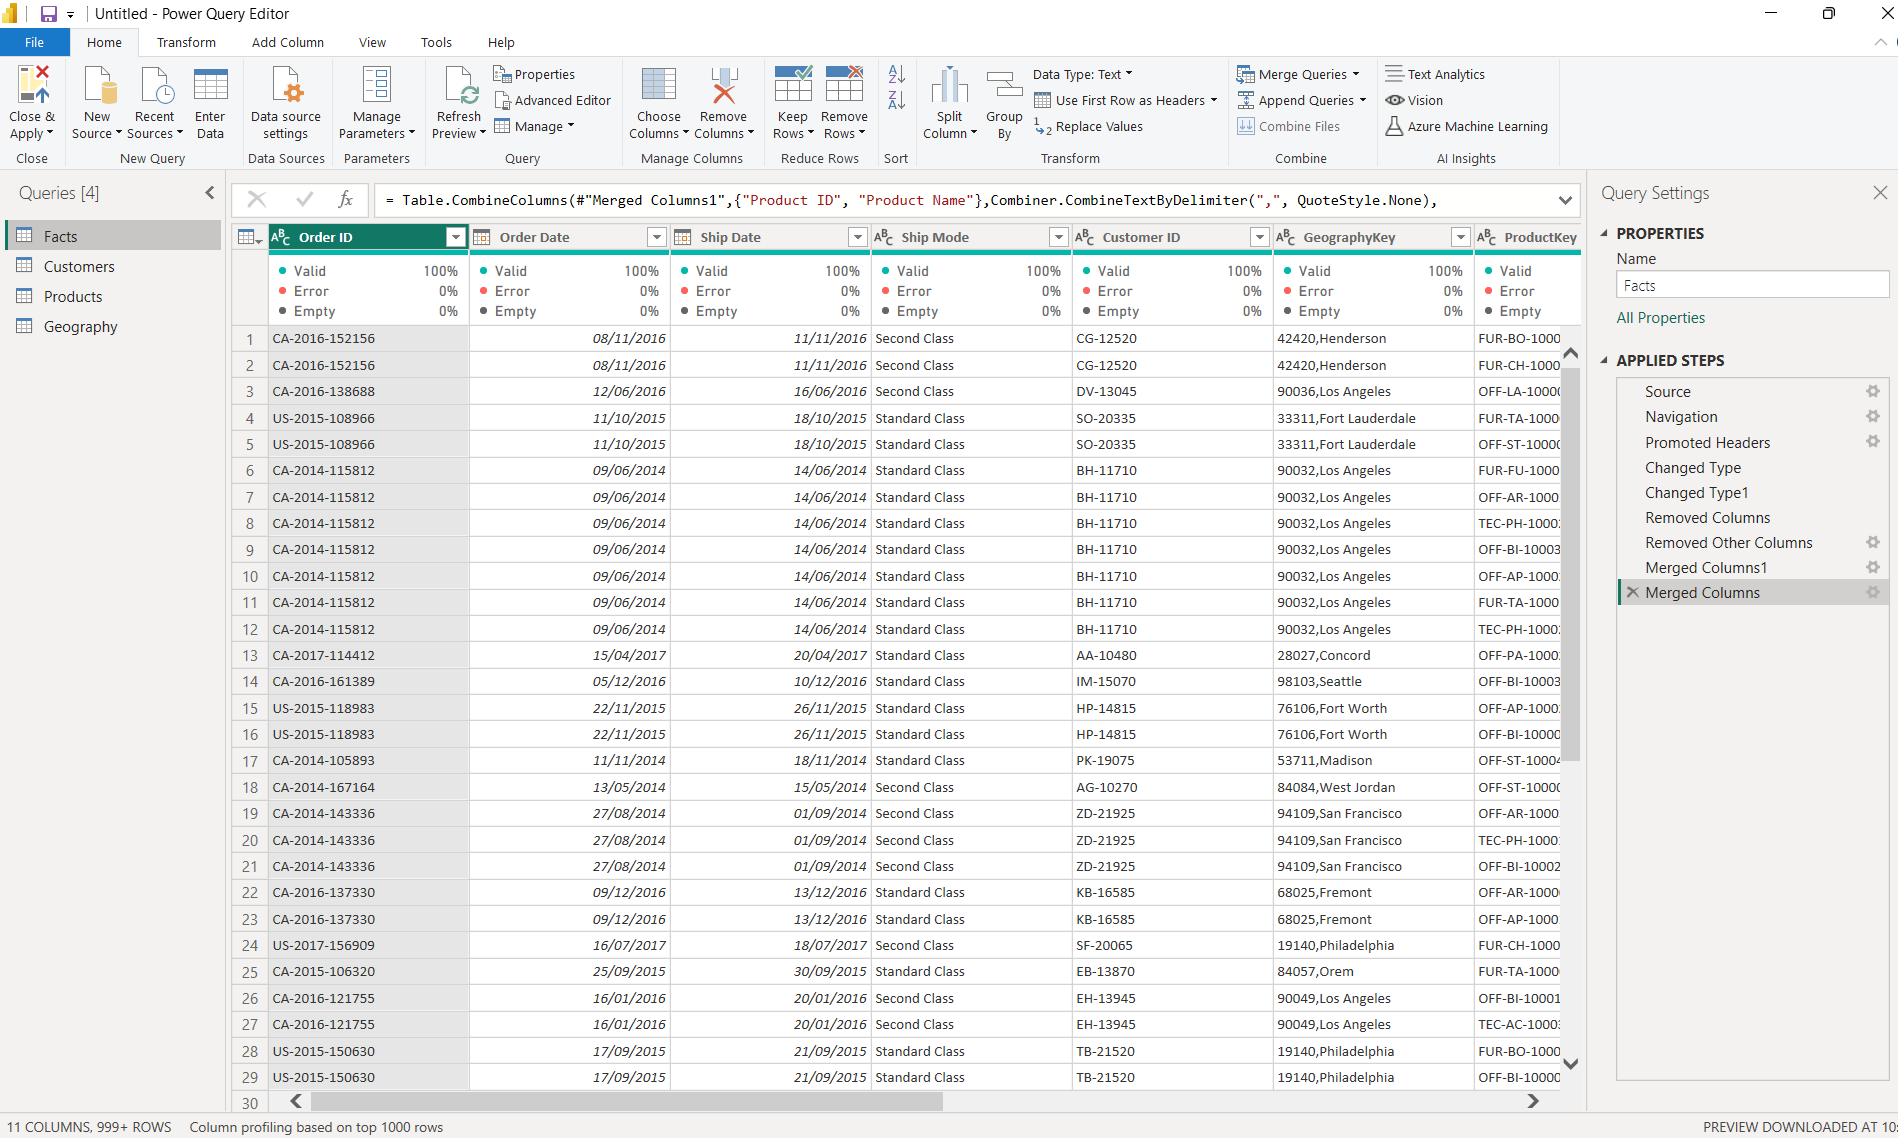 Untitled - Power Query Editor
File Home Transform Add Column View Tools Help
Close & Apply
Close
New Source
Recent Sources
Enter Data
New Query
Data source settings
Data Sources
Manage Parameters
Parameters
Refresh Preview
Properties
Advanced Editor
Manage
Query
Choose Columns
Remove Columns
Manage Columns
Keep Rows
Remove Rows
Reduce Rows
Sort
Split Column
Group By
Data Type: Text
Use First Row as Headers
Replace Values
Transform
Merge Queries
Append Queries
Combine Files
Combine
Text Analytics
Vision
Azure Machine Learning
AI Insights
Queries [4]
Facts
Customers
Products
Geography
= Table.CombineColumns(#"Merged Columns1",{"Product ID", "Product Name"},Combiner.CombineTextByDelimiter(",", QuoteStyle.None),
Order ID Order Date Ship Date Ship Mode Customer ID GeographyKey ProductKey
Valid 100% Valid 100% Valid 100% Valid 100% Valid 100% Valid 100% Valid
Error 0% Error 0% Error 0% Error 0% Error 0% Error 0% Error
Empty 0% Empty 0% Empty 0% Empty 0% Empty 0% Empty 0% Empty
1 CA-2016-152156 08/11/2016 11/11/2016 Second Class CG-12520 42420,Henderson FUR-BO-1000
2 CA-2016-152156 08/11/2016 11/11/2016 Second Class CG-12520 42420,Henderson FUR-CH-1000
3 CA-2016-138688 12/06/2016 16/06/2016 Second Class DV-13045 90036,Los Angeles OFF-LA-1000
4 US-2015-108966 11/10/2015 18/10/2015 Standard Class SO-20335 33311,Fort Lauderdale FUR-TA-1000
5 US-2015-108966 11/10/2015 18/10/2015 Standard Class SO-20335 33311,Fort Lauderdale OFF-ST-1000
6 CA-2014-115812 09/06/2014 14/06/2014 Standard Class BH-11710 90032,Los Angeles FUR-FU-1000
7 CA-2014-115812 09/06/2014 14/06/2014 Standard Class BH-11710 90032,Los Angeles OFF-AR-1000
8 CA-2014-115812 09/06/2014 14/06/2014 Standard Class BH-11710 90032,Los Angeles TEC-PH-1000
9 CA-2014-115812 09/06/2014 14/06/2014 Standard Class BH-11710 90032,Los Angeles OFF-BI-10003
10 CA-2014-115812 09/06/2014 14/06/2014 Standard Class BH-11710 90032,Los Angeles OFF-AP-1000
11 CA-2014-115812 09/06/2014 14/06/2014 Standard Class BH-11710 90032,Los Angeles FUR-TA-1000
12 CA-2014-115812 09/06/2014 14/06/2014 Standard Class BH-11710 90032,Los Angeles TEC-PH-1000
13 CA-2017-114412 15/04/2017 20/04/2017 Standard Class AA-10480 28027,Concord OFF-PA-1000
14 CA-2016-161389 05/12/2016 10/12/2016 Standard Class IM-15070 98103,Seattle OFF-BI-10003
15 US-2015-118983 22/11/2015 26/11/2015 Standard Class HP-14815 76106,Fort Worth OFF-AP-1000
16 US-2015-118983 22/11/2015 26/11/2015 Standard Class HP-14815 76106,Fort Worth OFF-BI-10000
17 CA-2014-105893 11/11/2014 18/11/2014 Standard Class PK-19075 53711,Madison OFF-ST-10004
18 CA-2014-167164 13/05/2014 15/05/2014 Second Class AG-10270 84084,West Jordan OFF-ST-1000
19 CA-2014-143336 27/08/2014 01/09/2014 Second Class ZD-21925 94109,San Francisco OFF-AR-1000
20 CA-2014-143336 27/08/2014 01/09/2014 Second Class ZD-21925 94109,San Francisco TEC-PH-1000
21 CA-2014-143336 27/08/2014 01/09/2014 Second Class ZD-21925 94109,San Francisco OFF-BI-10002
22 CA-2016-137330 09/12/2016 13/12/2016 Standard Class KB-16585 68025,Fremont OFF-AR-1000
23 CA-2016-137330 09/12/2016 13/12/2016 Standard Class KB-16585 68025,Fremont OFF-AP-1000
24 US-2017-156909 16/07/2017 18/07/2017 Second Class SF-20065 19140,Philadelphia FUR-CH-1000
25 CA-2015-106320 25/09/2015 30/09/2015 Standard Class EB-13870 84057,Orem FUR-TA-1000
26 CA-2016-121755 16/01/2016 20/01/2016 Second Class EH-13945 90049,Los Angeles OFF-BI-10001
27 CA-2016-121755 16/01/2016 20/01/2016 Second Class EH-13945 90049,Los Angeles TEC-AC-1000
28 US-2015-150630 17/09/2015 21/09/2015 Standard Class TB-21520 19140,Philadelphia FUR-BO-1000
29 US-2015-150630 17/09/2015 21/09/2015 Standard Class TB-21520 19140,Philadelphia OFF-BI-10000
30
Query Settings
PROPERTIES
Name
Facts
All Properties
APPLIED STEPS
Source
Navigation
Promoted Headers
Changed Type
Changed Type1
Removed Columns
Removed Other Columns
Merged Columns1
Merged Columns
11 COLUMNS, 999+ ROWS Column profiling based on top 1000 rows
PREVIEW DOWNLOADED AT 10: